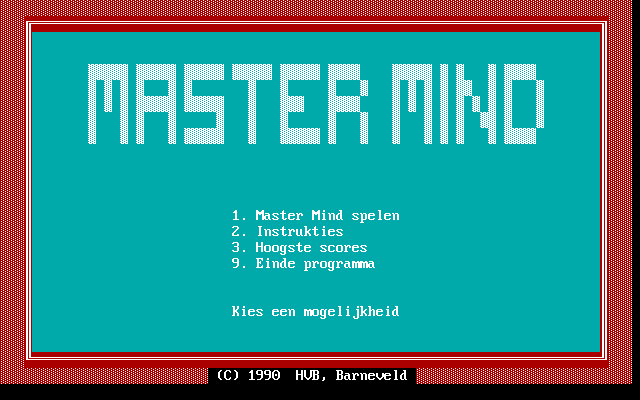 MASTER MIND
1. Master Mind spelen
2. Instrukties
3. Hoogste scores
9. Einde programma
Kies een mogelijkheid
(C) 1990  HVB, Barneveld